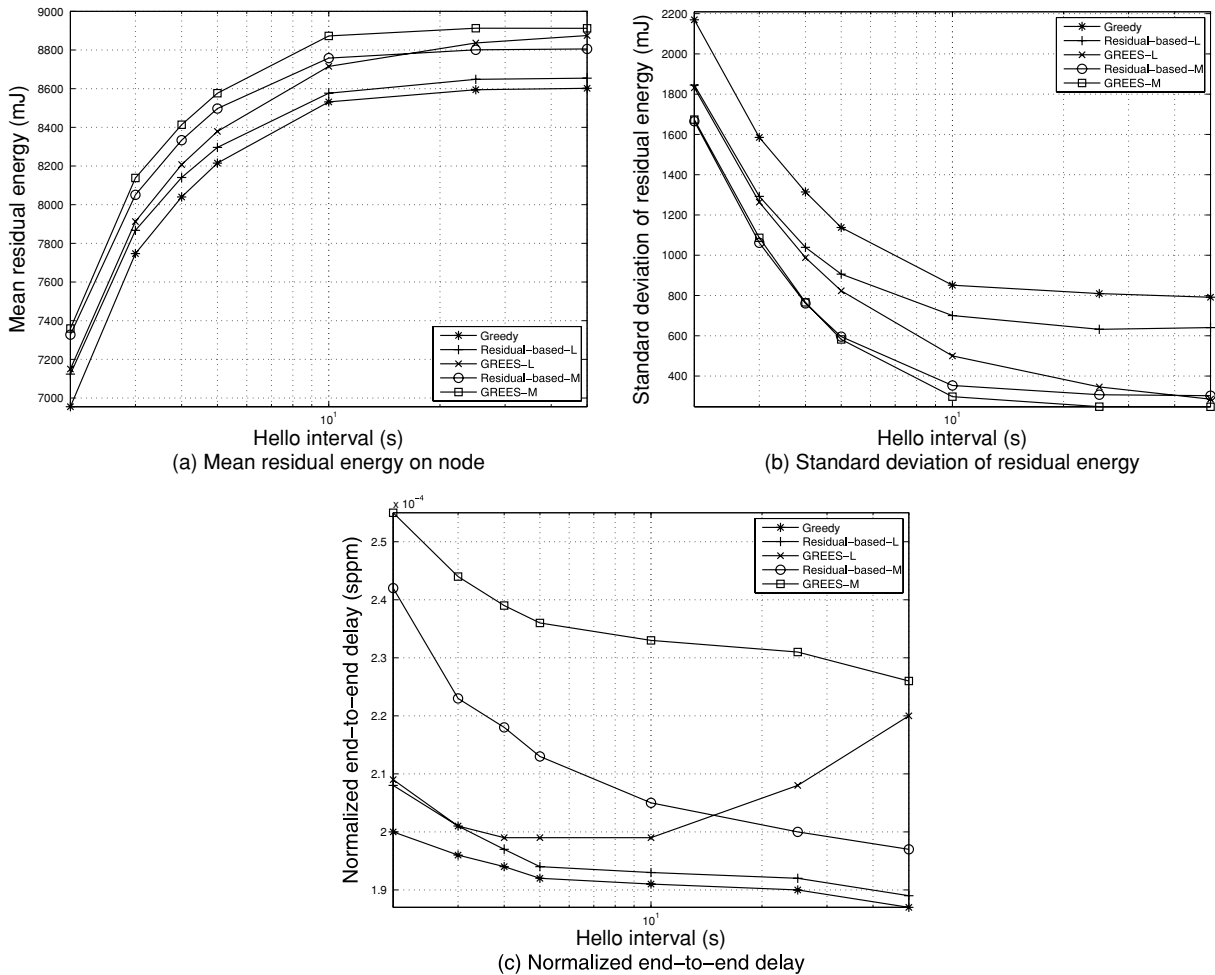 9000
8800
8600
8400
8200
8000
7800
7600
7400
7200
7000
Mean residual energy (mJ)
Greedy
Residual−based−L
GREES−L
Residual−based−M
GREES−M
10¹
Hello interval (s)
(a) Mean residual energy on node
2200
2000
1800
1600
1400
1200
1000
800
600
400
Standard deviation of residual energy (mJ)
Greedy
Residual−based−L
GREES−L
Residual−based−M
GREES−M
10¹
Hello interval (s)
(b) Standard deviation of residual energy
x 10⁻⁴
2.5
2.4
2.3
2.2
2.1
2
1.9
Normalized end−to−end delay (sppm)
Greedy
Residual−based−L
GREES−L
Residual−based−M
GREES−M
10¹
Hello interval (s)
(c) Normalized end−to−end delay